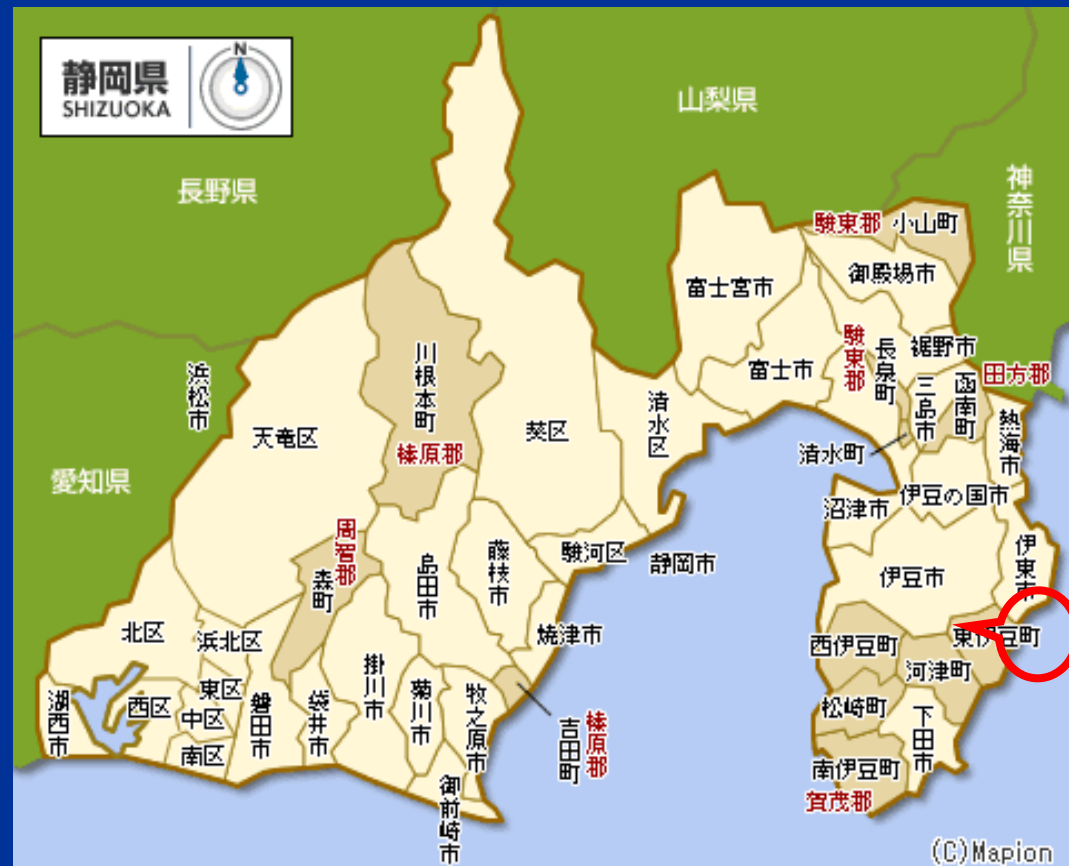 静岡県
SHIZUOKA
N
山梨県
長野県
神奈川県
愛知県
駿東郡
小山町
御殿場市
富士宮市
富士市
駿東郡
長泉町
裾野市
三島市
函南町
田方郡
熱海市
清水町
清水区
葵区
川根本町
榛原郡
浜松市
天竜区
沼津市
伊豆の国市
伊豆市
伊東市
周智郡
森町
島田市
藤枝市
駿河区
静岡市
焼津市
西伊豆町
東伊豆町
河津町
松崎町
下田市
南伊豆町
賀茂郡
北区
浜北区
湖西市
西区
東区
中区
南区
磐田市
袋井市
掛川市
菊川市
牧之原市
吉田町
榛原郡
御前崎市
(C)Mapion